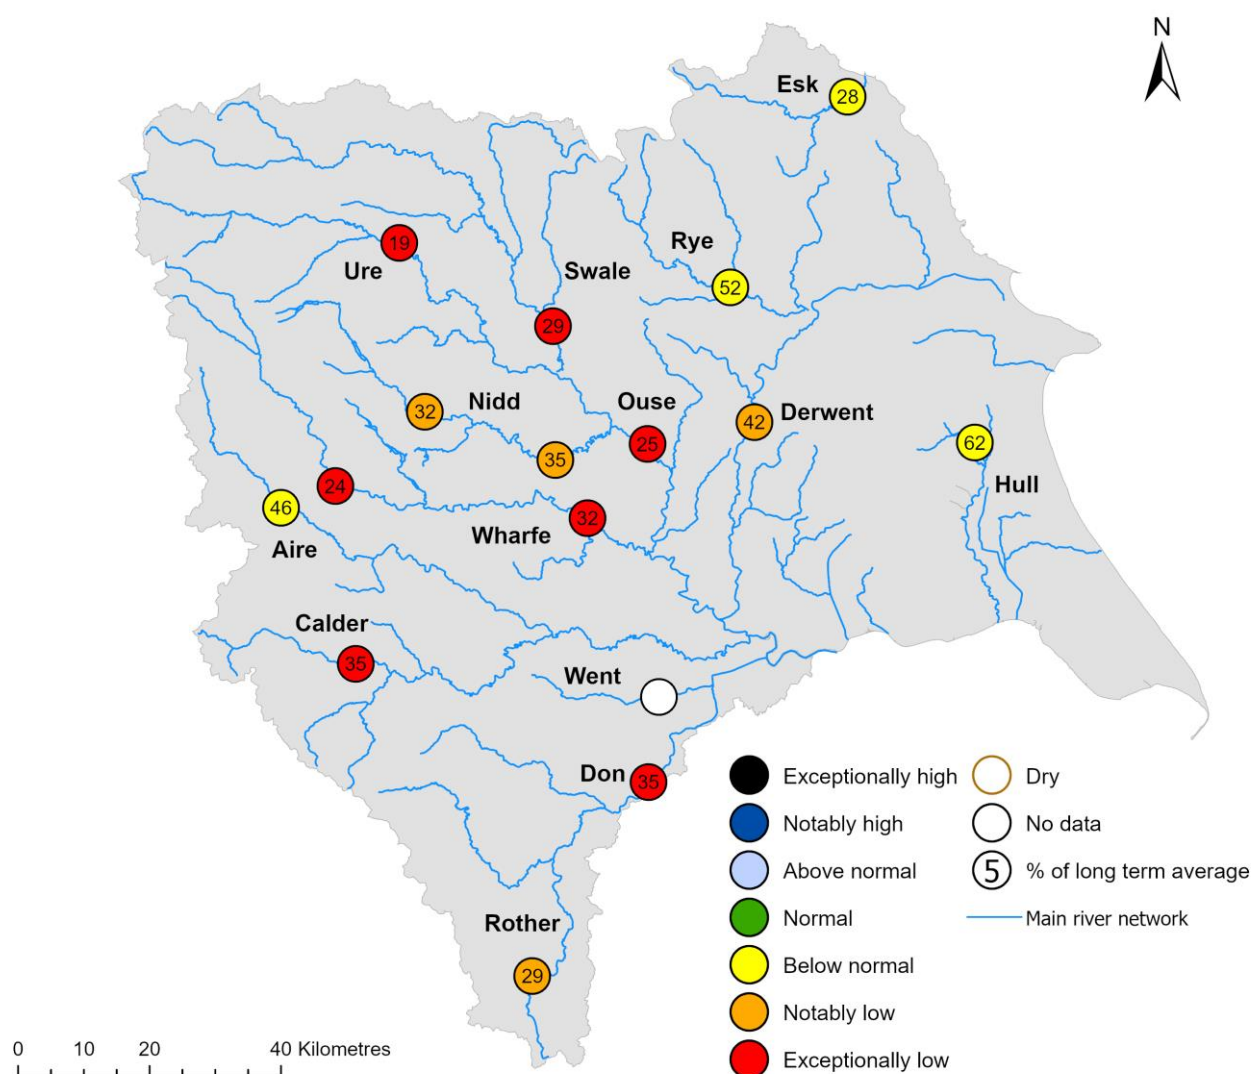 N
Esk
28
Rye
19
Ure
Swale
52
29
Nidd
Ouse
32
42
Derwent
25
62
35
Hull
24
46
32
Wharfe
Aire
Calder
35
Went
Don
35
Rother
29
Exceptionally high
Notably high
Above normal
Normal
Below normal
Notably low
Exceptionally low
Dry
No data
5 % of long term average
Main river network
0 10 20 40 Kilometres